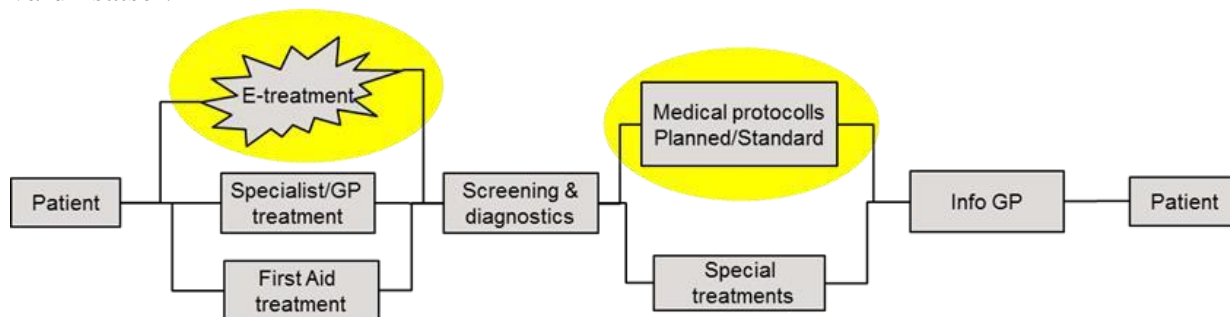 E-treatment
Medical protocolls
Planned/Standard
Patient
Specialist/GP
treatment
Screening &
diagnostics
Info GP
Patient
First Aid
treatment
Special
treatments